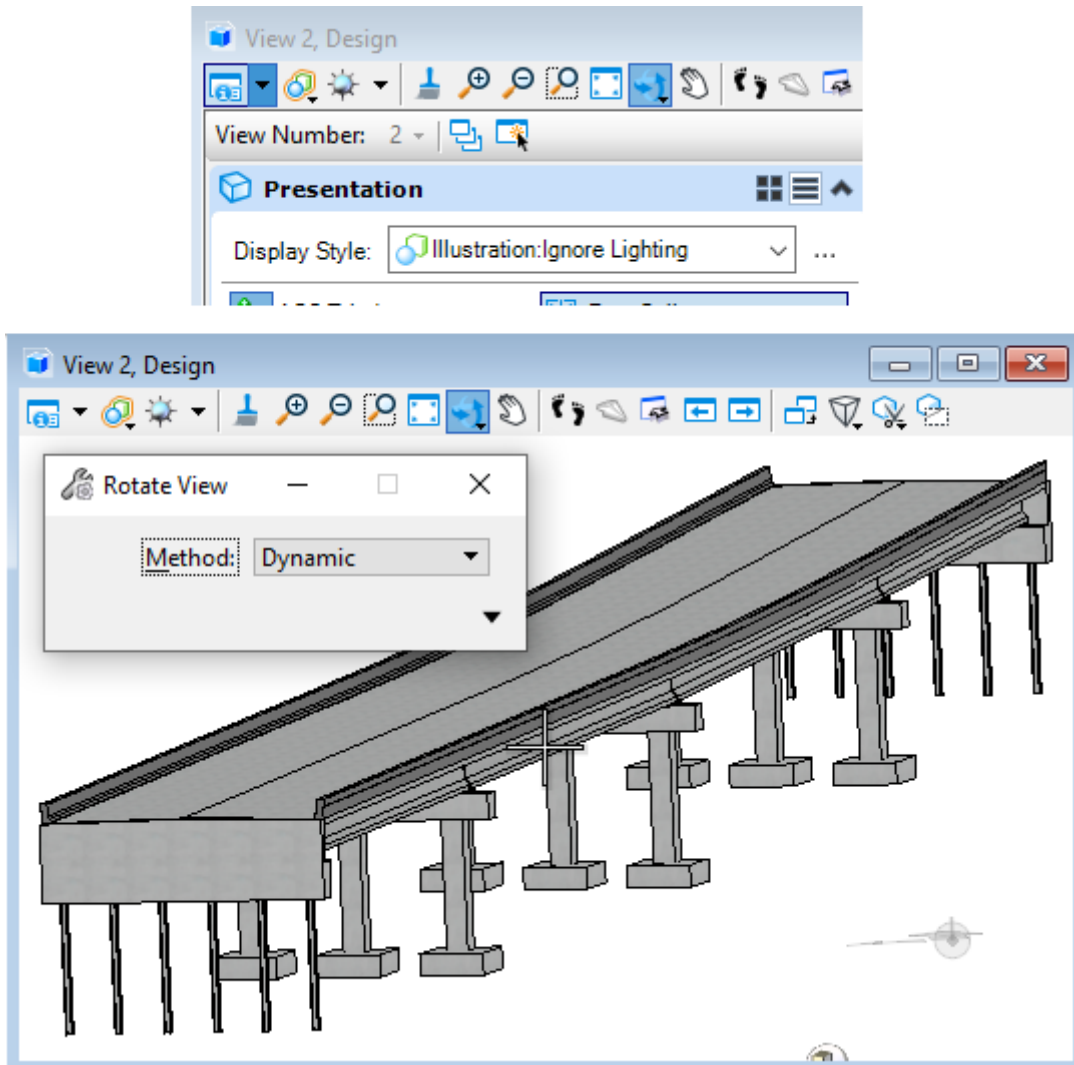 View 2, Design
View Number: 2
Presentation
Display Style: Illustration:Ignore Lighting ...
View 2, Design
Rotate View
Method: Dynamic